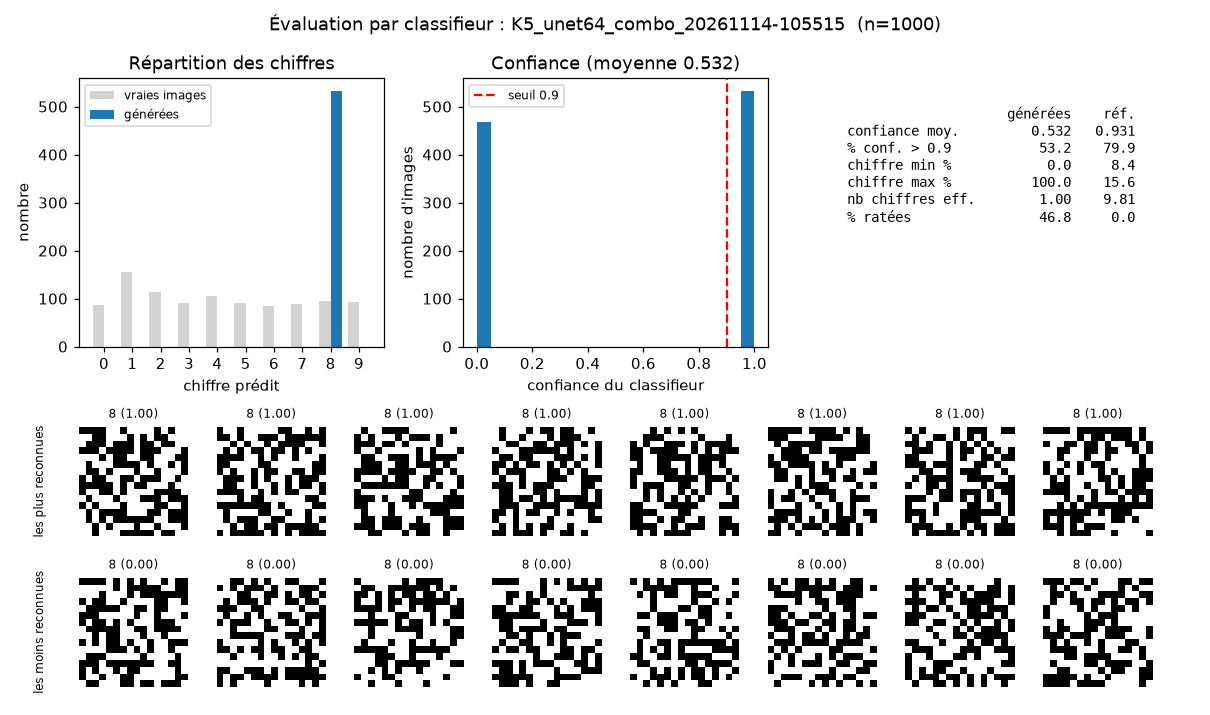 Évaluation par classifieur : K5_unet64_combo_20261114-105515 (n=1000)
Répartition des chiffres
vraies images
générées
nombre
0
100
200
300
400
500
0 1 2 3 4 5 6 7 8 9
chiffre prédit
Confiance (moyenne 0.532)
seuil 0.9
nombre d'images
0
100
200
300
400
500
0.0 0.2 0.4 0.6 0.8 1.0
confiance du classifieur
générées réf.
confiance moy. 0.532 0.931
% conf. > 0.9 53.2 79.9
chiffre min % 0.0 8.4
chiffre max % 100.0 15.6
nb chiffres eff. 1.00 9.81
% ratées 46.8 0.0
les plus reconnues
8 (1.00) 8 (1.00) 8 (1.00) 8 (1.00) 8 (1.00) 8 (1.00) 8 (1.00) 8 (1.00)
les moins reconnues
8 (0.00) 8 (0.00) 8 (0.00) 8 (0.00) 8 (0.00) 8 (0.00) 8 (0.00) 8 (0.00)